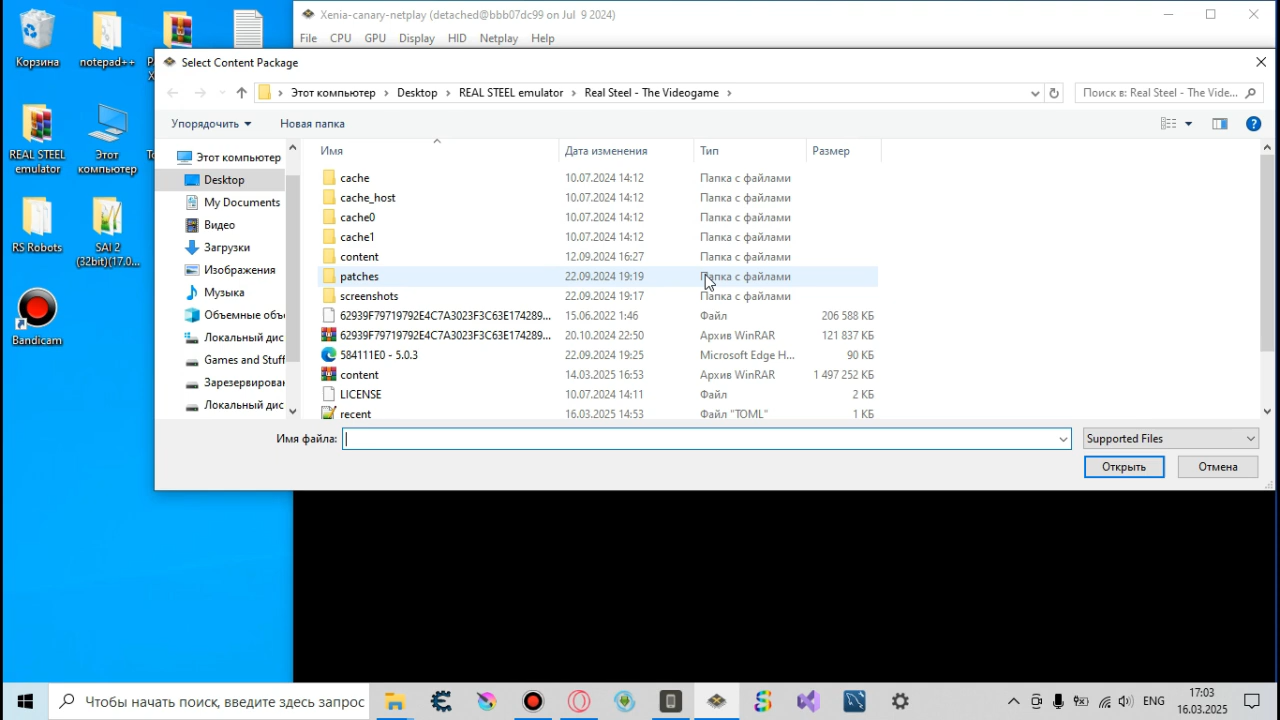 Корзина
notepad++
REAL STEEL
emulator
Этот
компьютер
RS Robots
SAI 2
(32bit)(17.0...
Bandicam
Xenia-canary-netplay (detached@bbb07dc99 on Jul 9 2024)
File CPU GPU Display HID Netplay Help
Select Content Package
Этот компьютер › Desktop › REAL STEEL emulator › Real Steel - The Videogame ›
Поиск в: Real Steel - The Vide...
Упорядочить Новая папка
Имя Дата изменения Тип Размер
Этот компьютер
Desktop
My Documents
Видео
Загрузки
Изображения
Музыка
Объемные объ
Локальный дис
Games and Stuff
Зарезервирован
Локальный дис
cache 10.07.2024 14:12 Папка с файлами
cache_host 10.07.2024 14:12 Папка с файлами
cache0 10.07.2024 14:12 Папка с файлами
cache1 10.07.2024 14:12 Папка с файлами
content 12.09.2024 16:27 Папка с файлами
patches 22.09.2024 19:19 Папка с файлами
screenshots 22.09.2024 19:17 Папка с файлами
62939F79719792E4C7A3023F3C63E174289... 15.06.2022 1:46 Файл 206 588 КБ
62939F79719792E4C7A3023F3C63E174289... 20.10.2024 22:50 Архив WinRAR 121 837 КБ
584111E0 - 5.0.3 22.09.2024 19:25 Microsoft Edge H... 90 КБ
content 14.03.2025 16:53 Архив WinRAR 1 497 252 КБ
LICENSE 10.07.2024 14:11 Файл 2 КБ
recent 16.03.2025 14:53 Файл "TOML" 1 КБ
Имя файла:
Supported Files
Открыть Отмена
Чтобы начать поиск, введите здесь запрос
ENG
17:03
16.03.2025